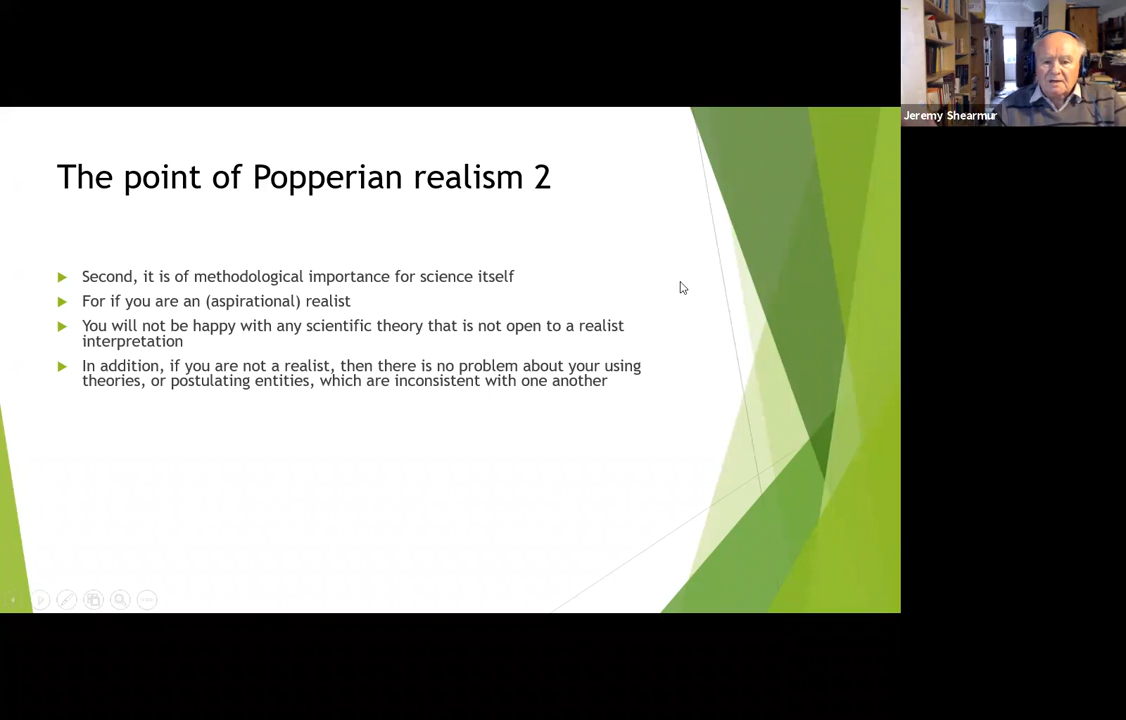 Jeremy Shearmur
The point of Popperian realism 2
Second, it is of methodological importance for science itself
For if you are an (aspirational) realist
You will not be happy with any scientific theory that is not open to a realist
interpretation
In addition, if you are not a realist, then there is no problem about your using
theories, or postulating entities, which are inconsistent with one another